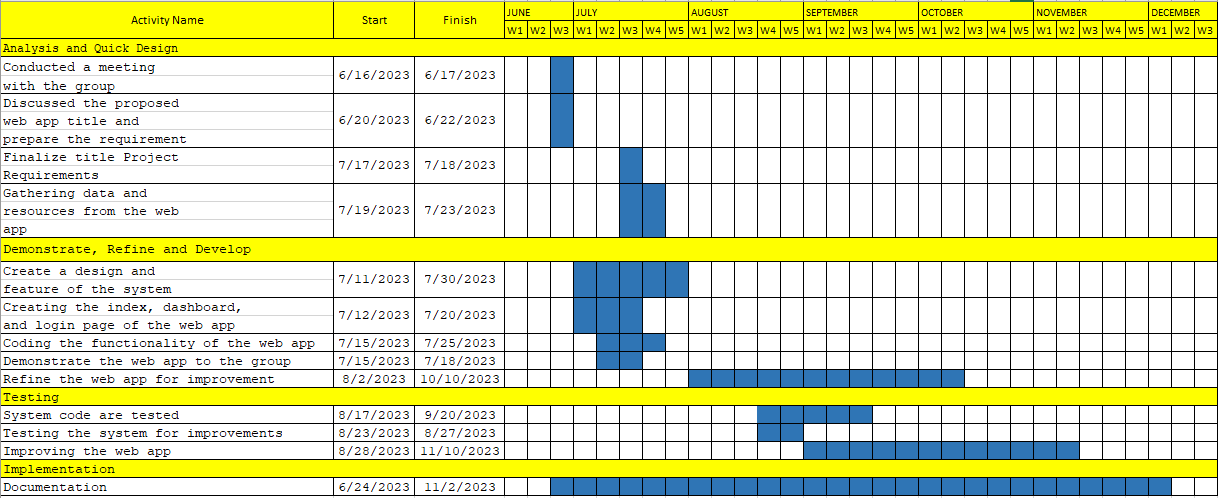 Activity Name Start Finish JUNE JULY AUGUST SEPTEMBER OCTOBER NOVEMBER DECEMBER
W1 W2 W3 W1 W2 W3 W4 W5 W1 W2 W3 W4 W5 W1 W2 W3 W4 W5 W1 W2 W3 W4 W5 W1 W2 W3 W4 W5 W1 W2 W3
Analysis and Quick Design
Conducted a meeting
with the group
6/16/2023 6/17/2023
Discussed the proposed
web app title and
prepare the requirement
6/20/2023 6/22/2023
Finalize title Project
Requirements
7/17/2023 7/18/2023
Gathering data and
resources from the web
app
7/19/2023 7/23/2023
Demonstrate, Refine and Develop
Create a design and
feature of the system
7/11/2023 7/30/2023
Creating the index, dashboard,
and login page of the web app
7/12/2023 7/20/2023
Coding the functionality of the web app 7/15/2023 7/25/2023
Demonstrate the web app to the group 7/15/2023 7/18/2023
Refine the web app for improvement 8/2/2023 10/10/2023
Testing
System code are tested 8/17/2023 9/20/2023
Testing the system for improvements 8/23/2023 8/27/2023
Improving the web app 8/28/2023 11/10/2023
Implementation
Documentation 6/24/2023 11/2/2023